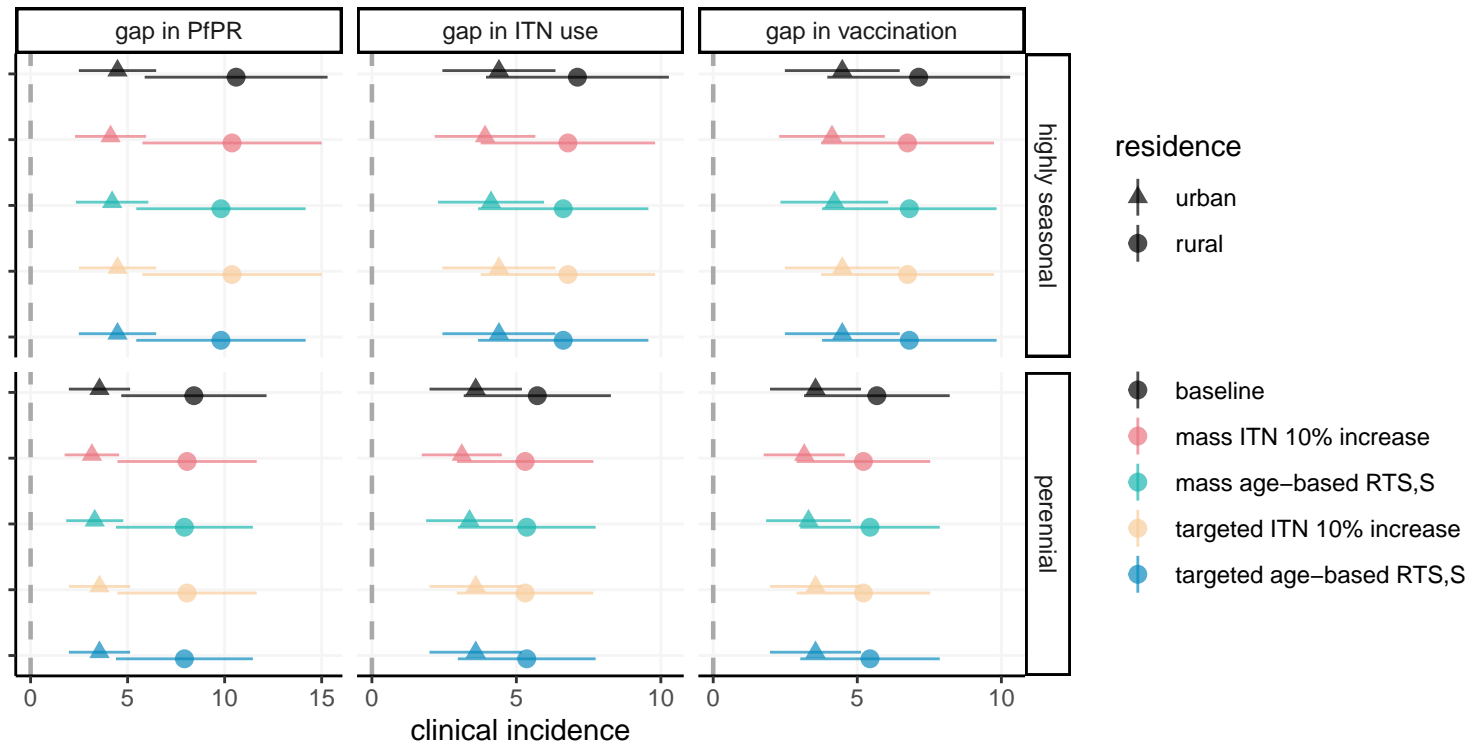 gap in PfPR
gap in ITN use
gap in vaccination
highly seasonal
perennial
0 5 10 15
0 5 10
0 5 10
clinical incidence
residence
urban
rural
baseline
mass ITN 10% increase
mass age−based RTS,S
targeted ITN 10% increase
targeted age−based RTS,S